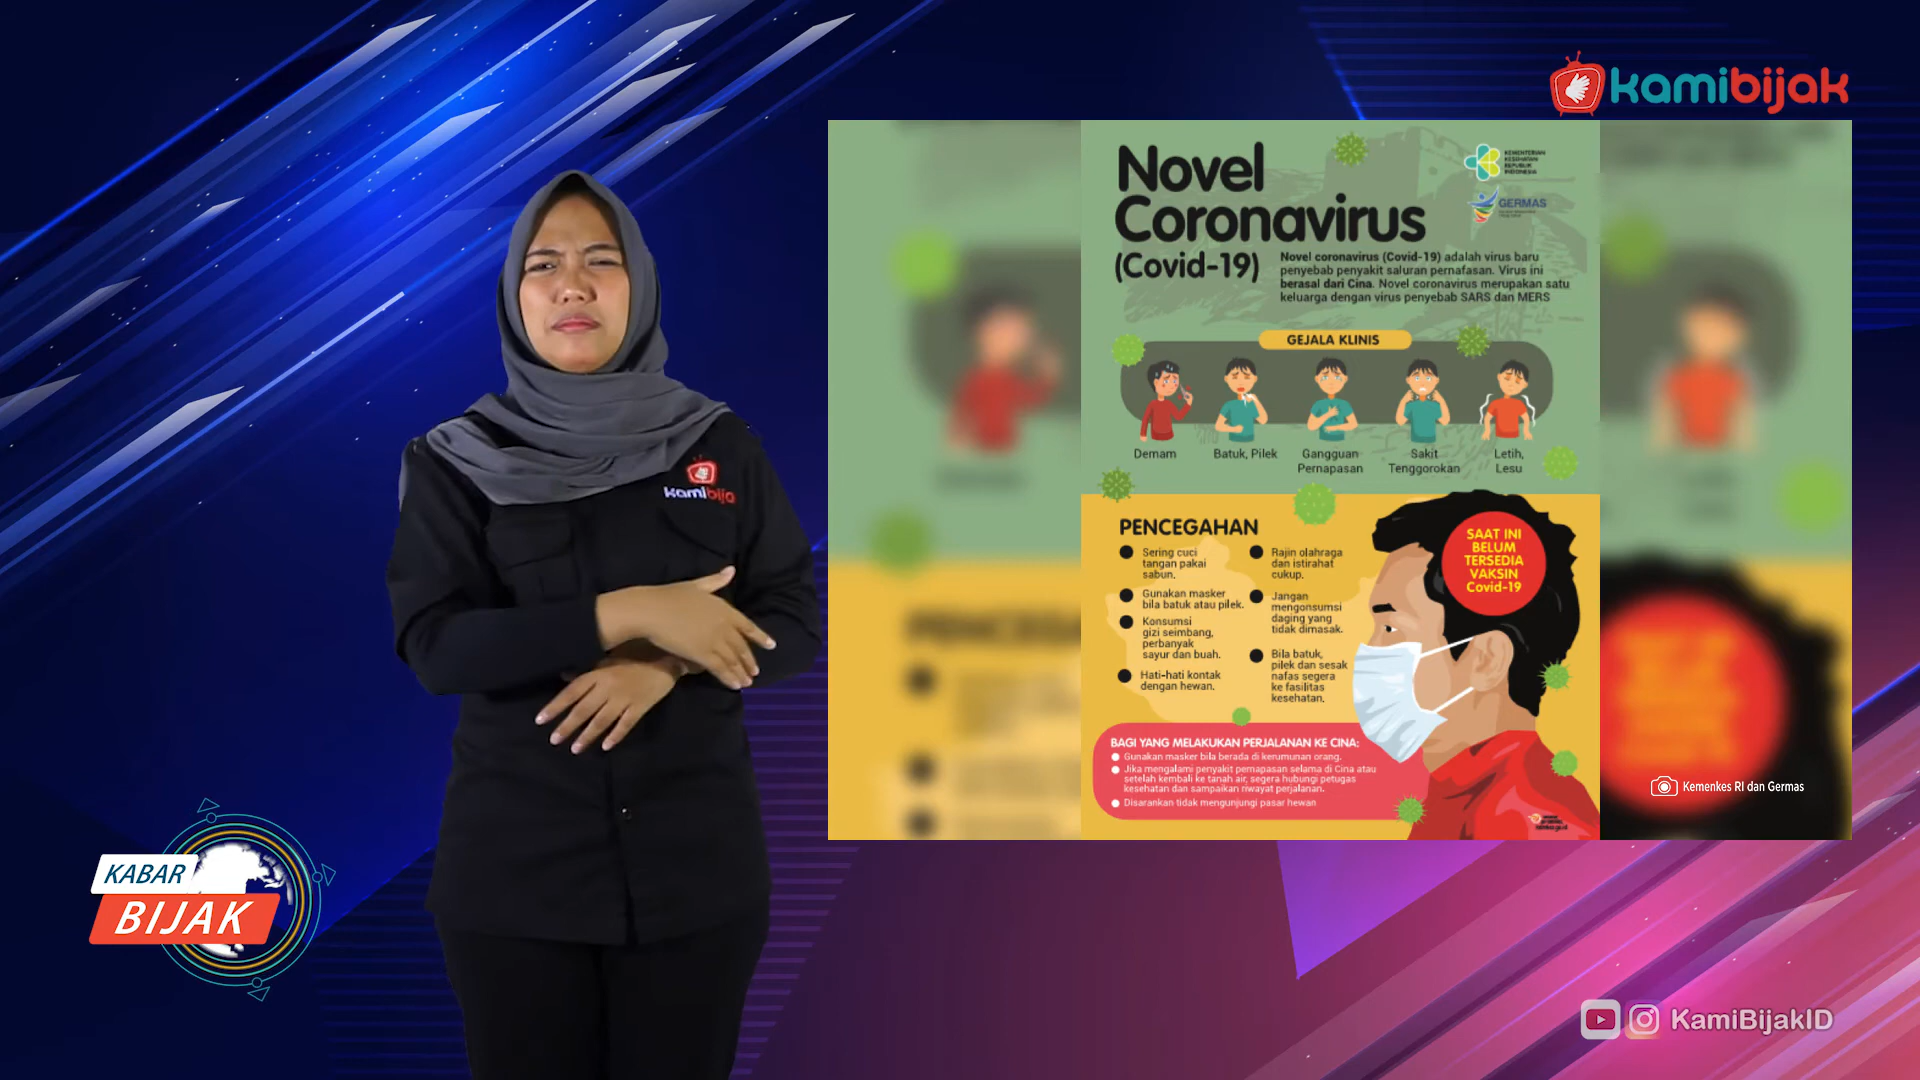 kamibijak
Novel
Coronavirus
(Covid-19)
KEMENTERIAN
KESEHATAN
REPUBLIK
INDONESIA
GERMAS
Novel coronavirus (Covid-19) adalah virus baru
penyebab penyakit saluran pernafasan. Virus ini
berasal dari Cina. Novel coronavirus merupakan satu
keluarga dengan virus penyebab SARS dan MERS
GEJALA KLINIS
Demam
Batuk, Pilek
Gangguan
Pernapasan
Sakit
Tenggorokan
Letih,
Lesu
kamibija
PENCEGAHAN
Sering cuci
tangan pakai
sabun.
Gunakan masker
bila batuk atau pilek.
Konsumsi
gizi seimbang,
perbanyak
sayur dan buah.
Hati-hati kontak
dengan hewan.
Rajin olahraga
dan istirahat
cukup.
Jangan
mengonsumsi
daging yang
tidak dimasak.
Bila batuk,
pilek dan sesak
nafas segera
ke fasilitas
kesehatan.
SAAT INI
BELUM
TERSEDIA
VAKSIN
Covid-19
BAGI YANG MELAKUKAN PERJALANAN KE CINA:
Gunakan masker bila berada di kerumunan orang.
Jika mengalami penyakit pernapasan selama di Cina atau
setelah kembali ke tanah air, segera hubungi petugas
kesehatan dan sampaikan riwayat perjalanan.
Disarankan tidak mengunjungi pasar hewan
Kemenkes RI dan Germas
KABAR
BIJAK
KamiBijakID